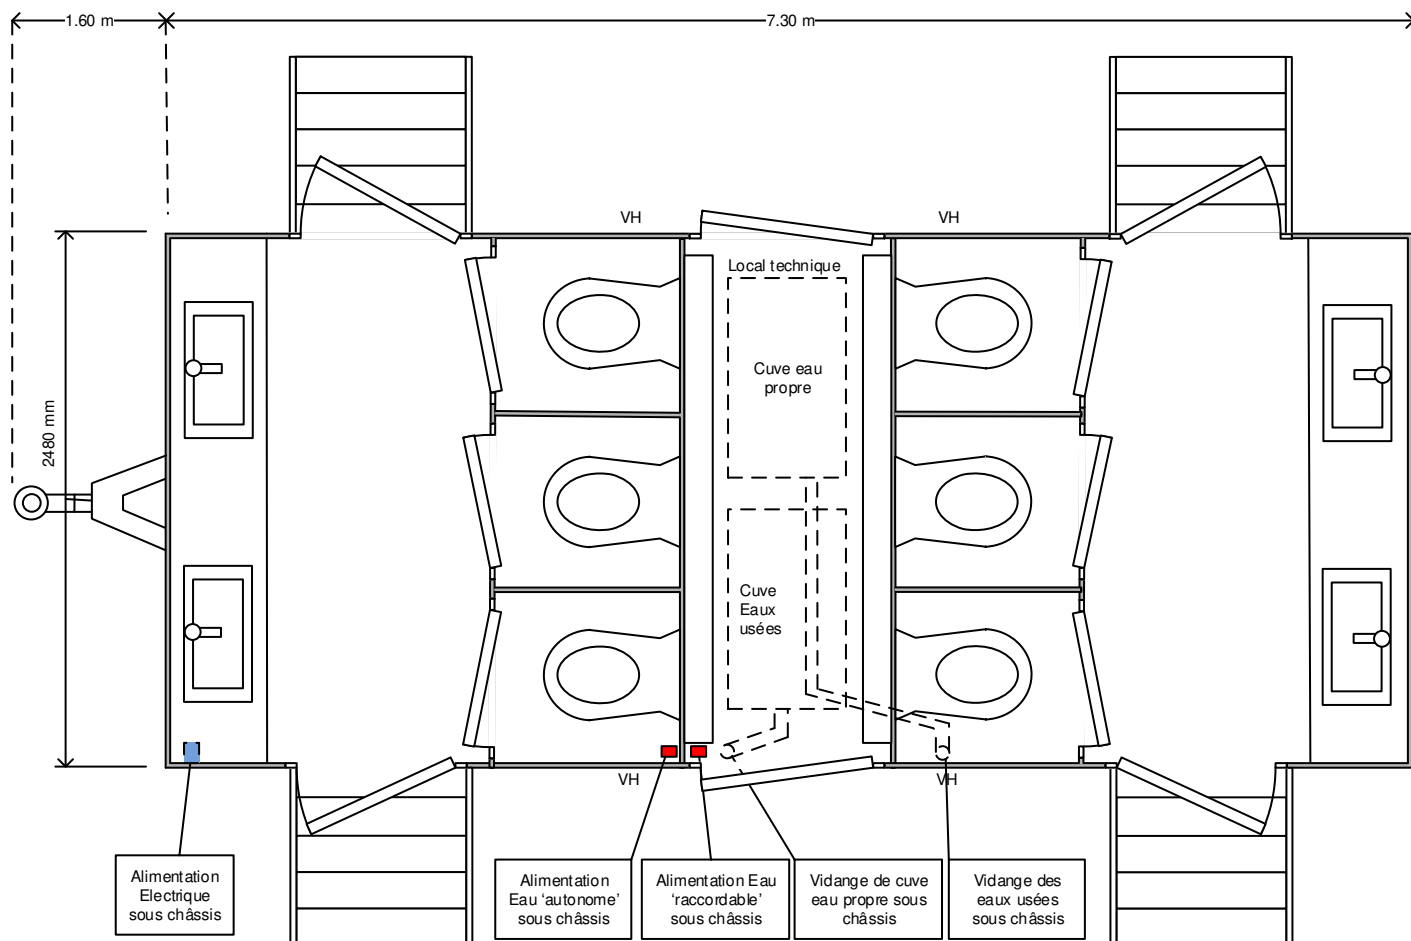 1.60 m
7.30 m
VH
VH
Local technique
Cuve eau
propre
2480 mm
Cuve
Eaux
usées
VH
VH
Alimentation
Electrique
sous châssis
Alimentation
Eau ‘autonome’
sous châssis
Alimentation Eau
‘raccordable’
sous châssis
Vidange de cuve
eau propre sous
châssis
Vidange des
eaux usées
sous châssis